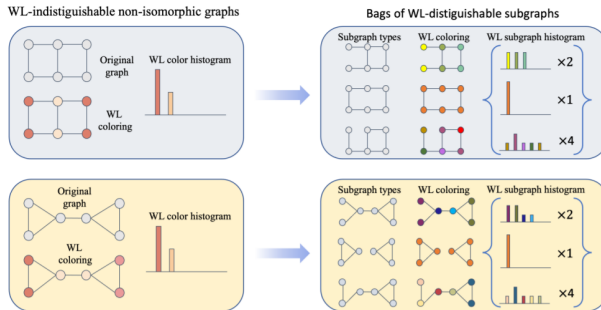 WL-indistiguishable non-isomorphic graphs
Bags of WL-distiguishable subgraphs
Original
graph
WL color histogram
WL
coloring
Subgraph types
WL coloring
WL subgraph histogram
×2
×1
×4
Original
graph
WL color histogram
WL
coloring
Subgraph types
WL coloring
WL subgraph histogram
×2
×1
×4